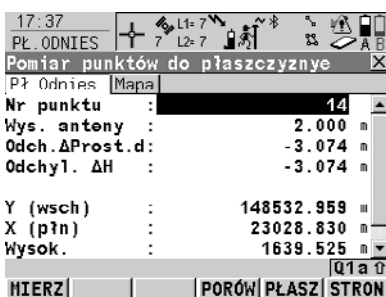 17:37 L1= 7
PŁ.ODNIES 7 L2= 7 A B
Pomiar punktów do płaszczyznye
Pł Odnies Mapa
Nr punktu : 14
Wys. anteny : 2.000 m
Odch.ΔProst.d: -3.074 m
Odchyl. ΔH : -3.074 m
Y (wsch) : 148532.959 m
X (płn) : 23028.830 m
Wysok. : 1639.525 m
Q1 a ⇧
MIERZ PORÓW PŁASZ STRON